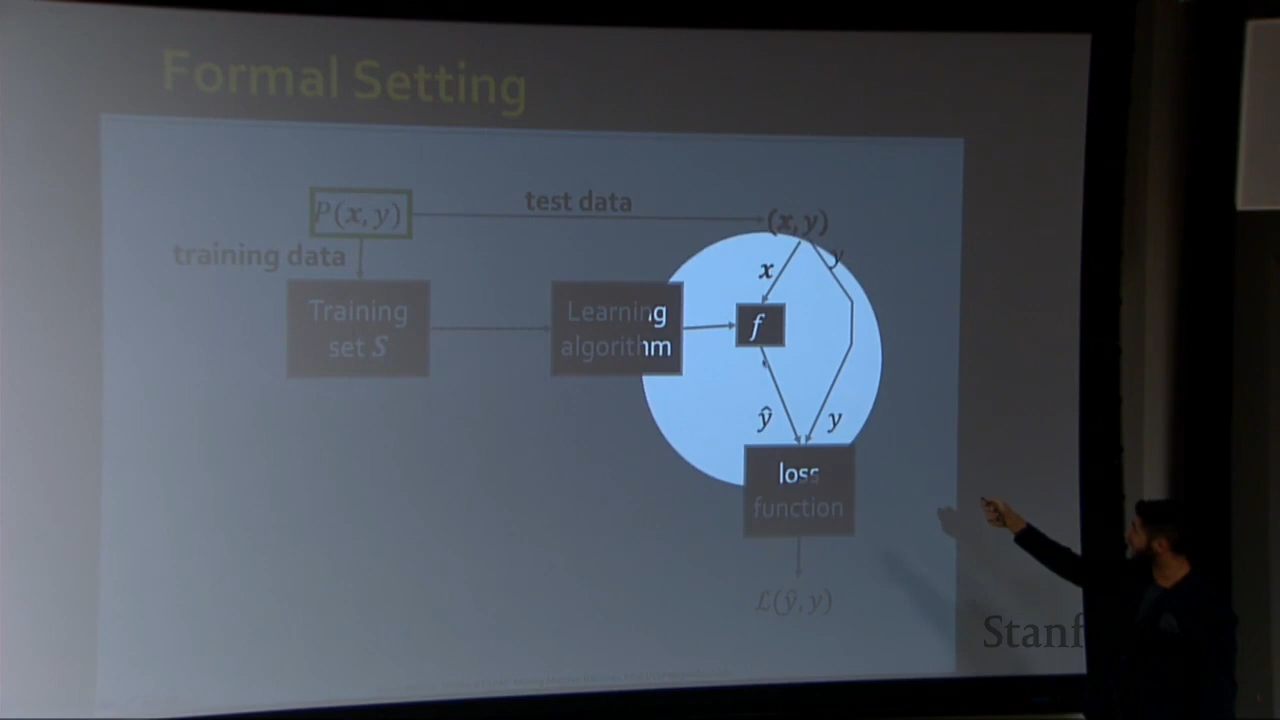 Formal Setting
P(x, y)
test data
(x, y)
training data
x
y
Training
set S
Learning
algorithm
f
ŷ
y
loss
function
ℒ(ŷ, y)
Stanf